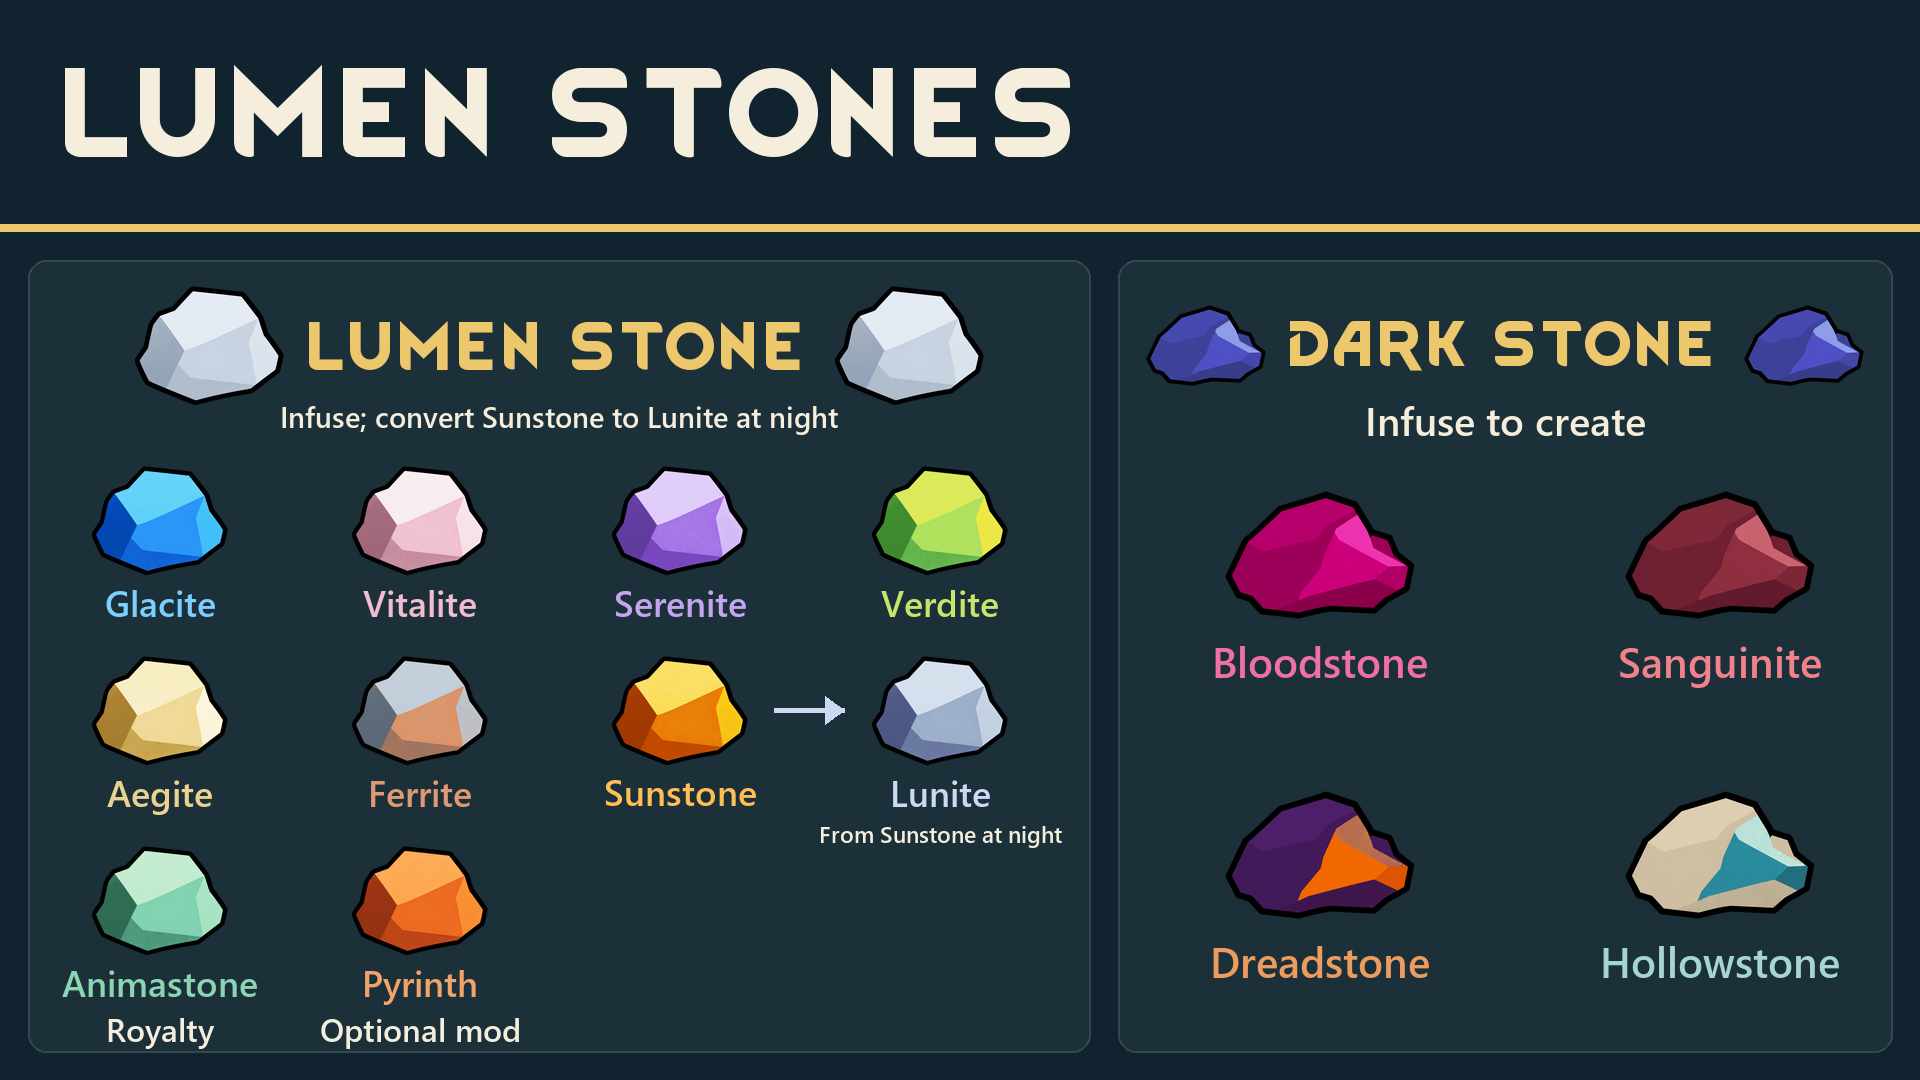 LUMEN STONES
LUMEN STONE
Infuse; convert Sunstone to Lunite at night
Glacite
Vitalite
Serenite
Verdite
Aegite
Ferrite
Sunstone
Lunite
From Sunstone at night
Animastone
Royalty
Pyrinth
Optional mod
DARK STONE
Infuse to create
Bloodstone
Sanguinite
Dreadstone
Hollowstone